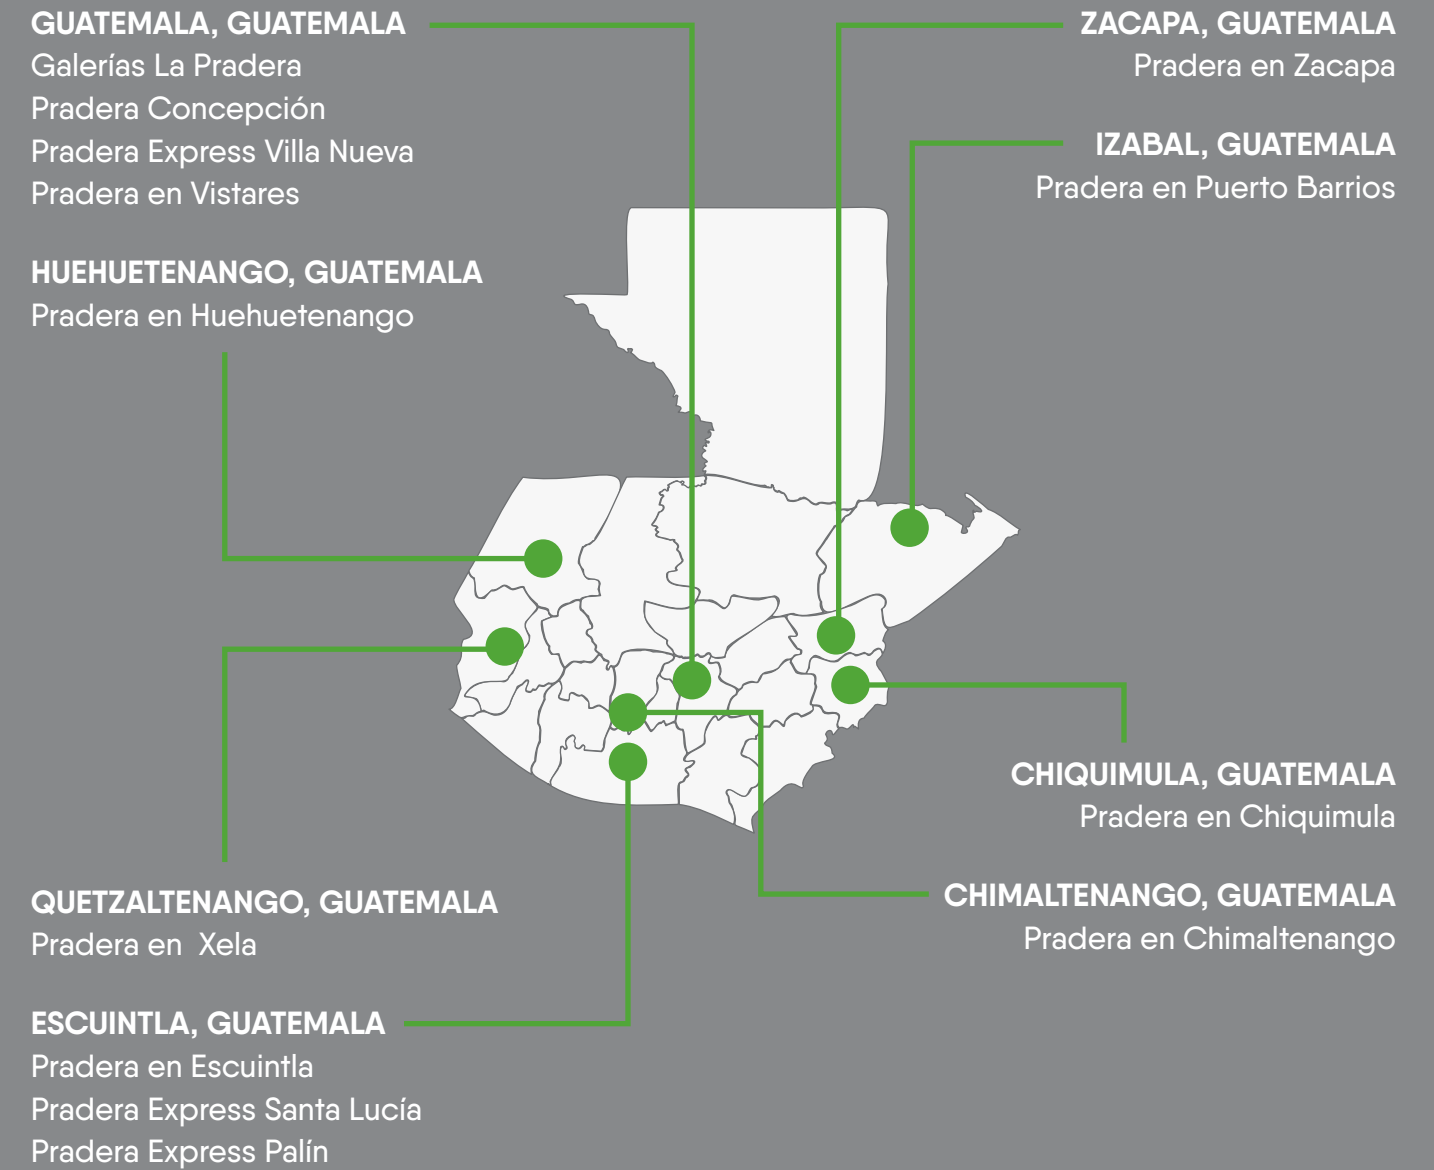 GUATEMALA, GUATEMALA
Galerías La Pradera
Pradera Concepción
Pradera Express Villa Nueva
Pradera en Vistares
HUEHUETENANGO, GUATEMALA
Pradera en Huehuetenango
ZACAPA, GUATEMALA
Pradera en Zacapa
IZABAL, GUATEMALA
Pradera en Puerto Barrios
CHIQUIMULA, GUATEMALA
Pradera en Chiquimula
CHIMALTENANGO, GUATEMALA
Pradera en Chimaltenango
QUETZALTENANGO, GUATEMALA
Pradera en Xela
ESCUINTLA, GUATEMALA
Pradera en Escuintla
Pradera Express Santa Lucía
Pradera Express Palín